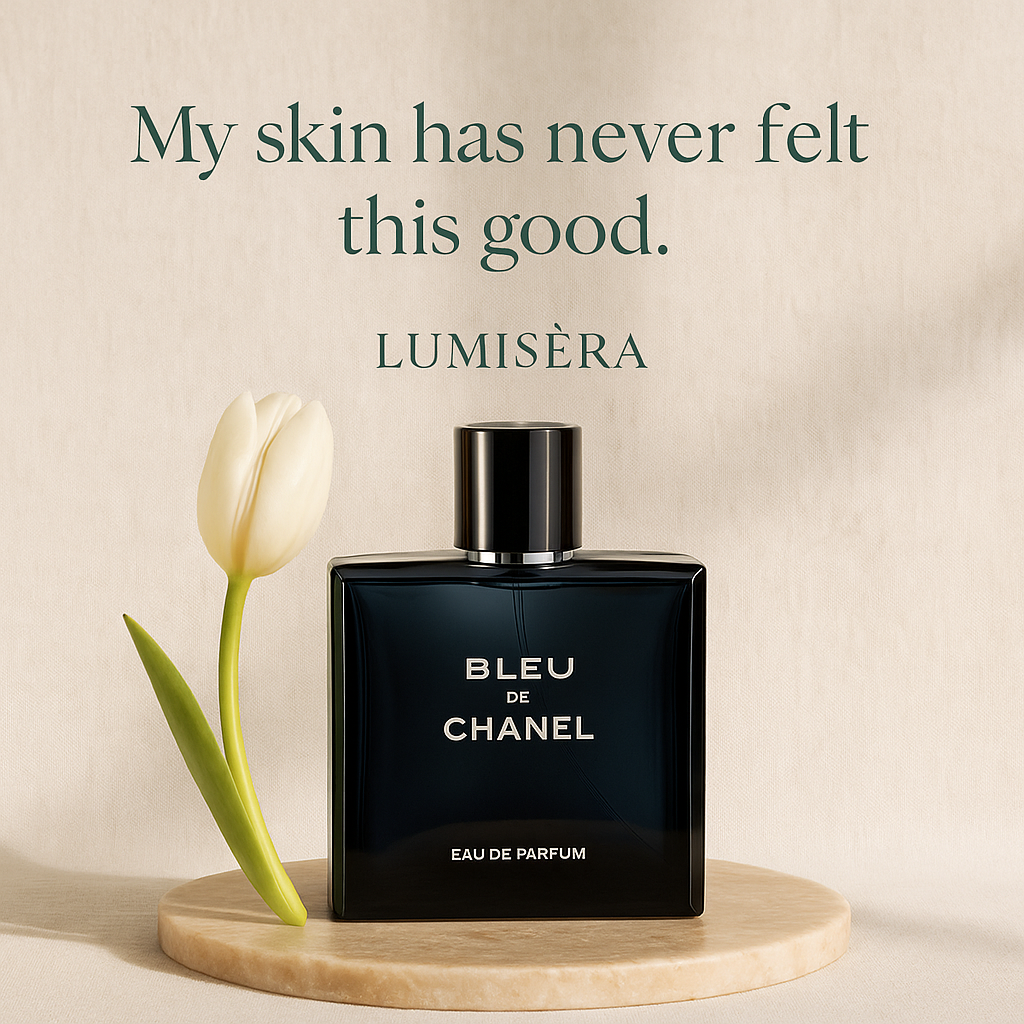 My skin has never felt
this good.
LUMISÈRA
BLEU
DE
CHANEL
EAU DE PARFUM